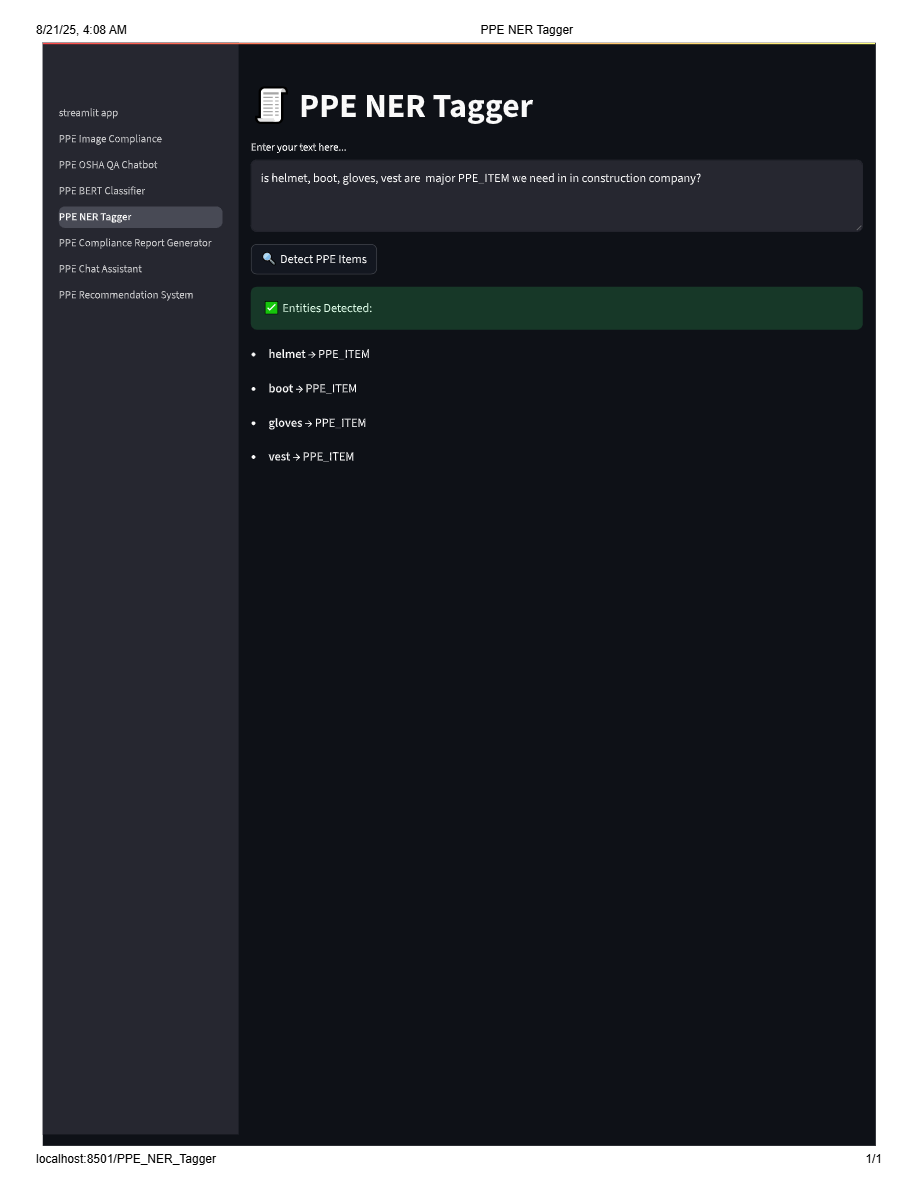 8/21/25, 4:08 AM PPE NER Tagger
streamlit app
PPE Image Compliance
PPE OSHA QA Chatbot
PPE BERT Classifier
PPE NER Tagger
PPE Compliance Report Generator
PPE Chat Assistant
PPE Recommendation System
PPE NER Tagger
Enter your text here...
is helmet, boot, gloves, vest are  major PPE_ITEM we need in in construction company?
Detect PPE Items
Entities Detected:
• helmet → PPE_ITEM
• boot → PPE_ITEM
• gloves → PPE_ITEM
• vest → PPE_ITEM
localhost:8501/PPE_NER_Tagger 1/1